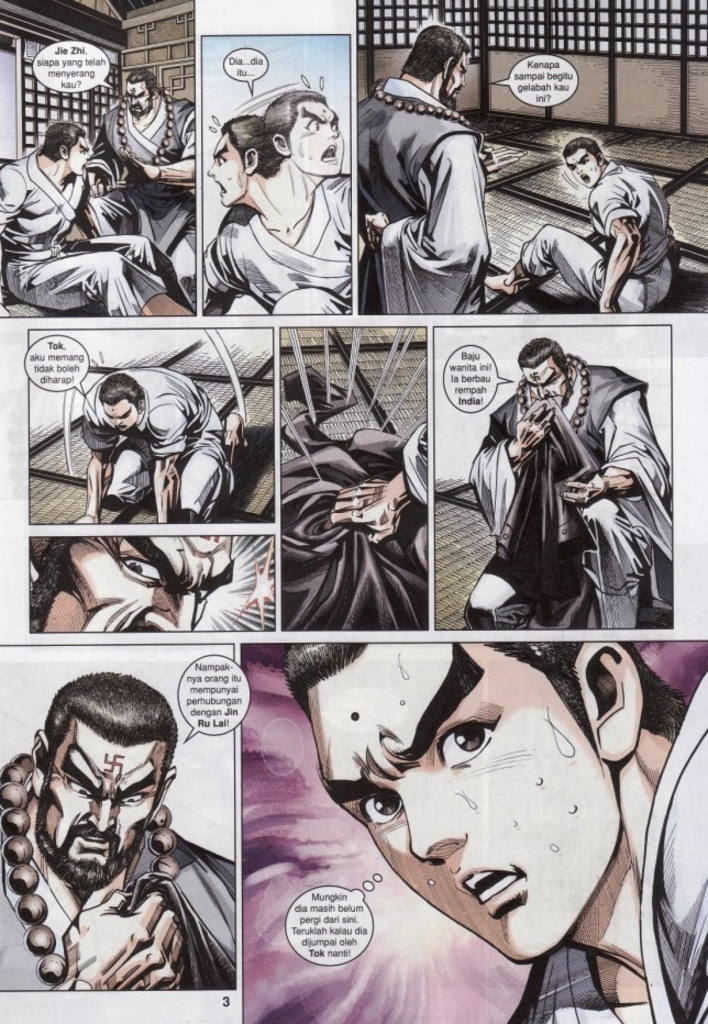 Jie Zhi,
siapa yang telah
menyerang
kau?
Dia...dia
itu...
Kenapa
sampai begitu
gelabah kau
ini?
Tok,
aku memang
tidak boleh
diharap!
Baju
wanita ini!
Ia berbau
rempah
India!
Nampak-
nya orang itu
mempunyai
perhubungan
dengan Jin
Ru Lai!
Mungkin
dia masih belum
pergi dari sini.
Teruklah kalau dia
dijumpai oleh
Tok nanti!
3